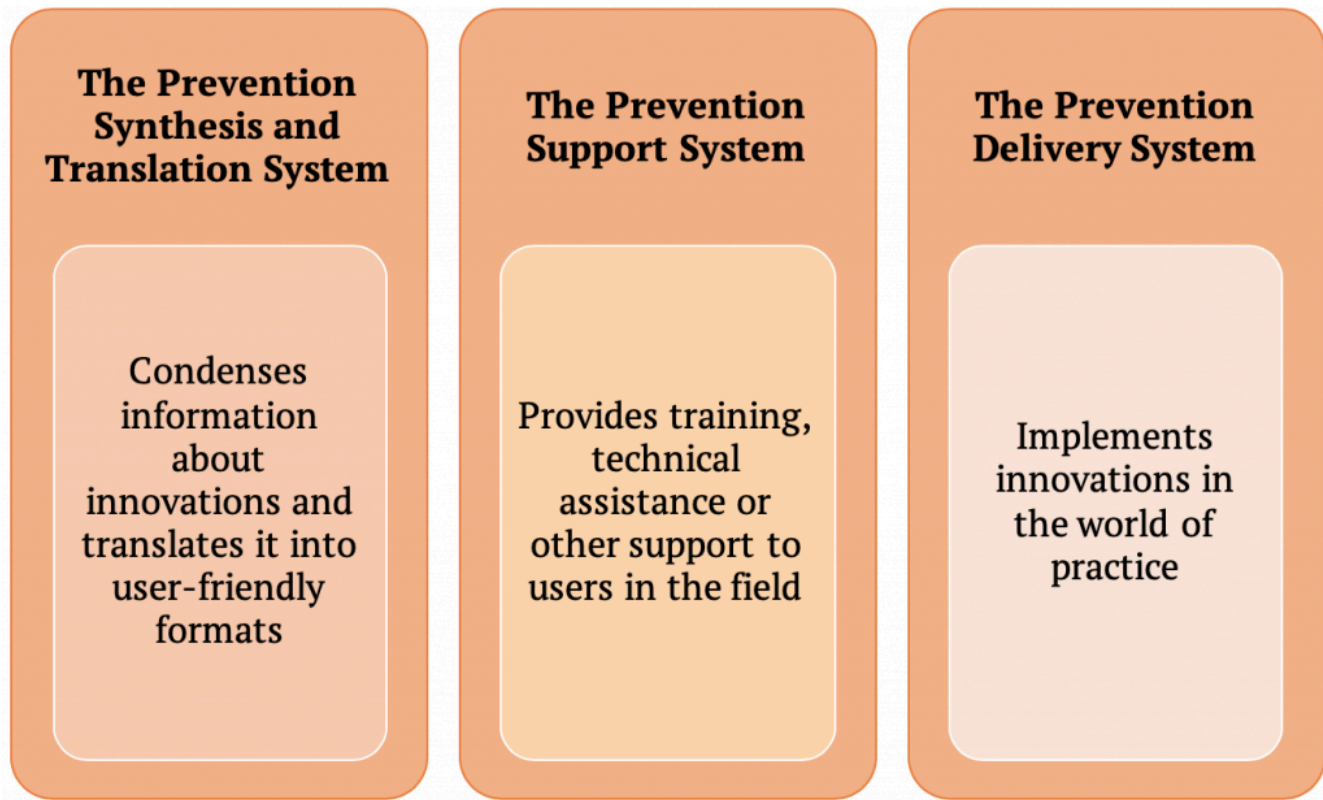 The Prevention
Synthesis and
Translation System
Condenses
information
about
innovations and
translates it into
user-friendly
formats
The Prevention
Support System
Provides training,
technical
assistance or
other support to
users in the field
The Prevention
Delivery System
Implements
innovations in
the world of
practice